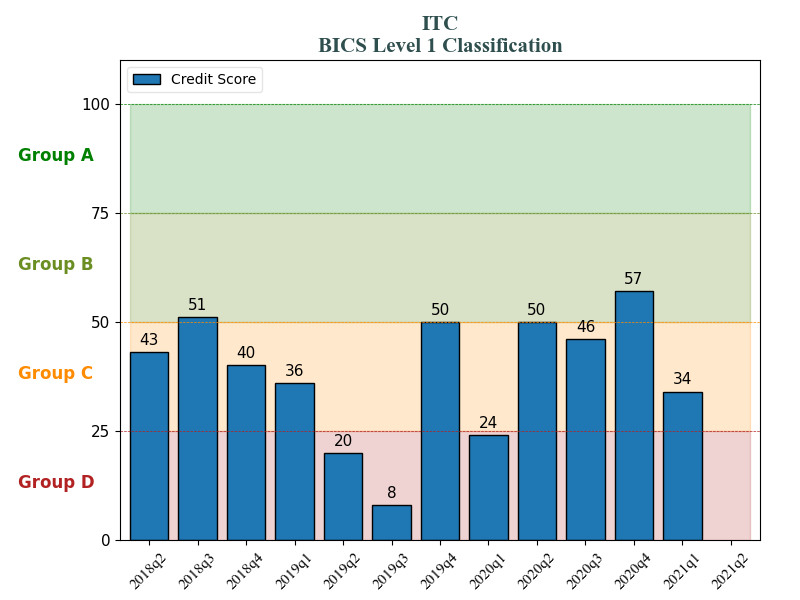 ITC
BICS Level 1 Classification
Credit Score
100
Group A
75
Group B
50
Group C
25
Group D
0
43
51
40
36
20
8
50
24
50
46
57
34
2018q2
2018q3
2018q4
2019q1
2019q2
2019q3
2019q4
2020q1
2020q2
2020q3
2020q4
2021q1
2021q2